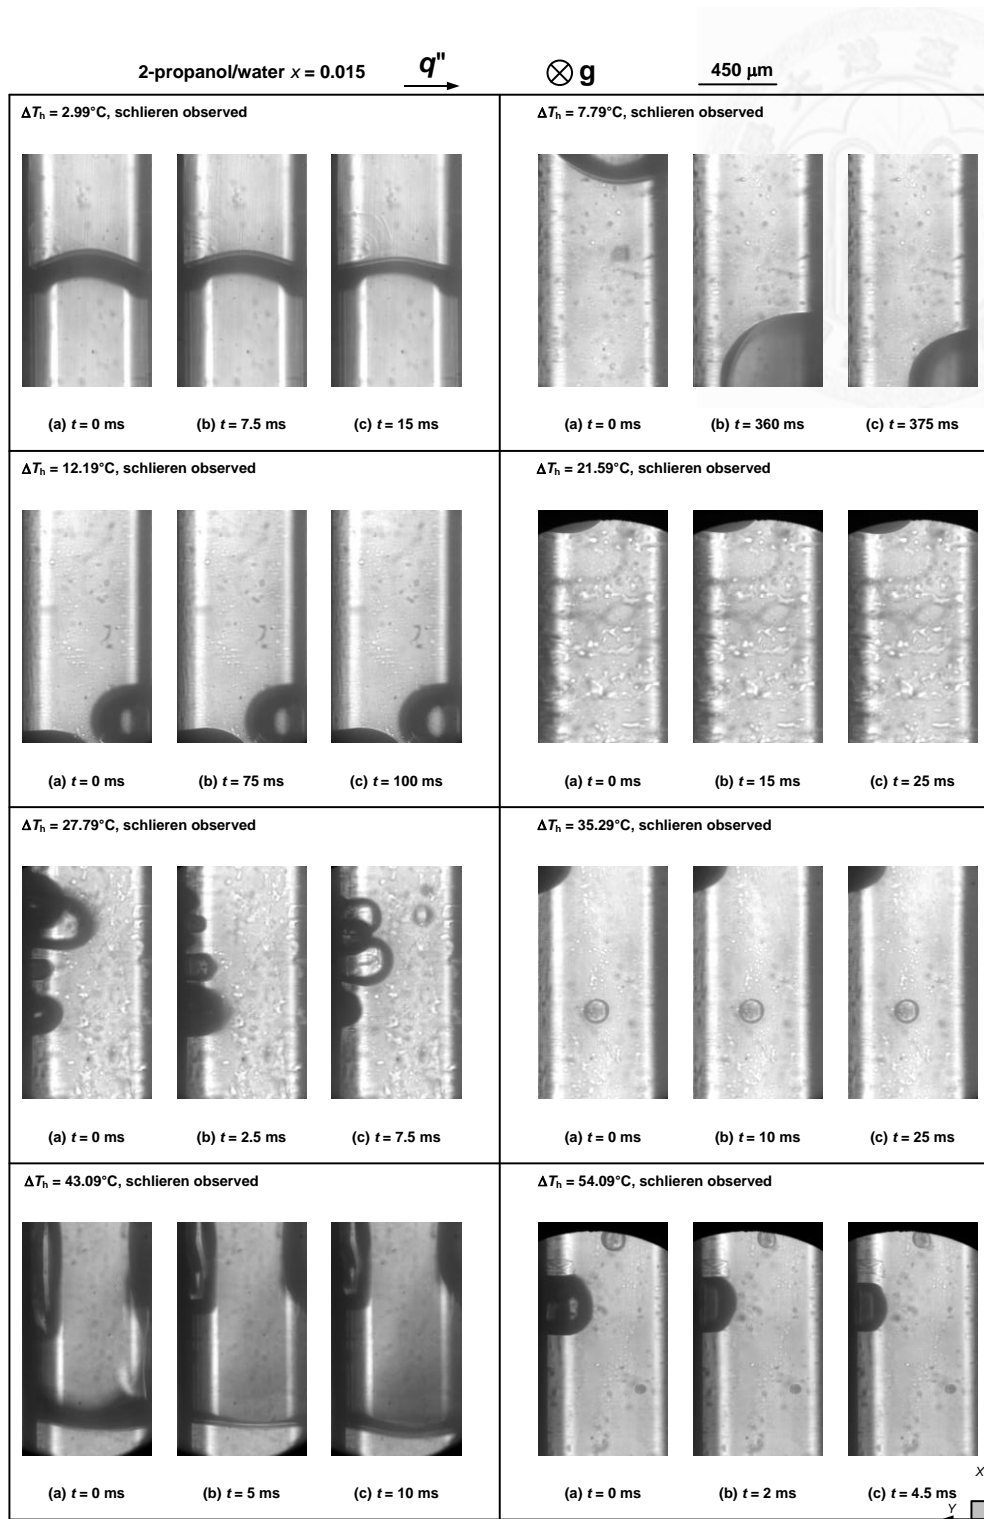 2-propanol/water x = 0.015 q" ⊗ g 450 μm
ΔTh = 2.99°C, schlieren observed
(a) t = 0 ms (b) t = 7.5 ms (c) t = 15 ms
ΔTh = 7.79°C, schlieren observed
(a) t = 0 ms (b) t = 360 ms (c) t = 375 ms
ΔTh = 12.19°C, schlieren observed
(a) t = 0 ms (b) t = 75 ms (c) t = 100 ms
ΔTh = 21.59°C, schlieren observed
(a) t = 0 ms (b) t = 15 ms (c) t = 25 ms
ΔTh = 27.79°C, schlieren observed
(a) t = 0 ms (b) t = 2.5 ms (c) t = 7.5 ms
ΔTh = 35.29°C, schlieren observed
(a) t = 0 ms (b) t = 10 ms (c) t = 25 ms
ΔTh = 43.09°C, schlieren observed
(a) t = 0 ms (b) t = 5 ms (c) t = 10 ms
ΔTh = 54.09°C, schlieren observed
(a) t = 0 ms (b) t = 2 ms (c) t = 4.5 ms
X
Y